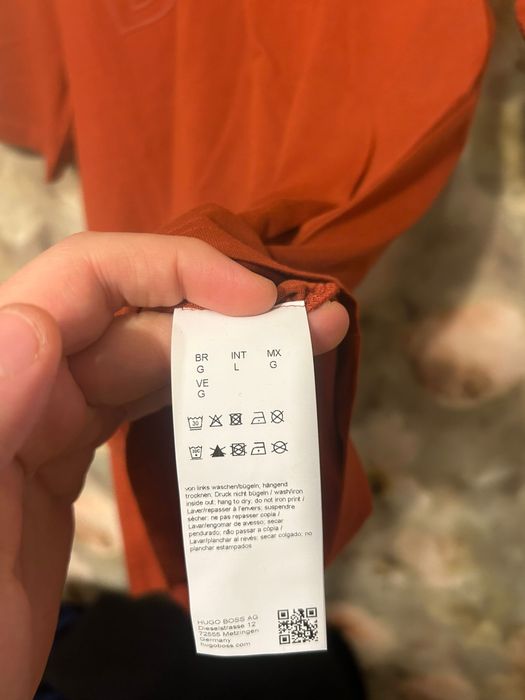 BR INT MX
G L G
VE
G
30
von links waschen/bügeln; hängend
trocknen; Druck nicht bügeln / wash/iron
inside out; hang to dry; do not iron print /
Laver/repasser à l'envers; suspendre
sécher; ne pas repasser copia /
Lavar/engomar de avesso; secar
pendurado; não passar a cópia /
Lavar/planchar al revés; secar colgado; no
planchar estampados
HUGO BOSS AG
Dieselstrasse 12
72555 Metzingen
Germany
hugoboss.com